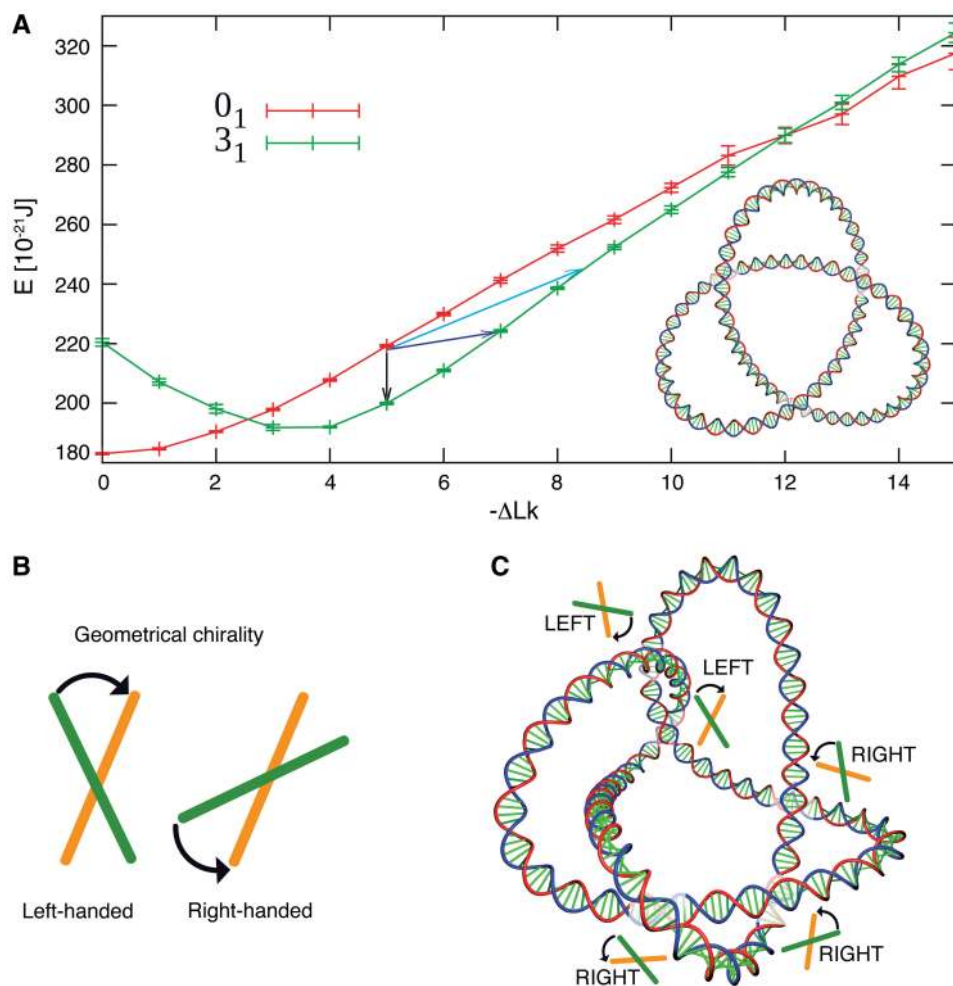 A
E [10⁻²¹J]
320
300
280
260
240
220
200
180
0₁
3₁
0 2 4 6 8 10 12 14
-ΔLk
B
Geometrical chirality
Left-handed
Right-handed
C
LEFT
LEFT
RIGHT
RIGHT
RIGHT